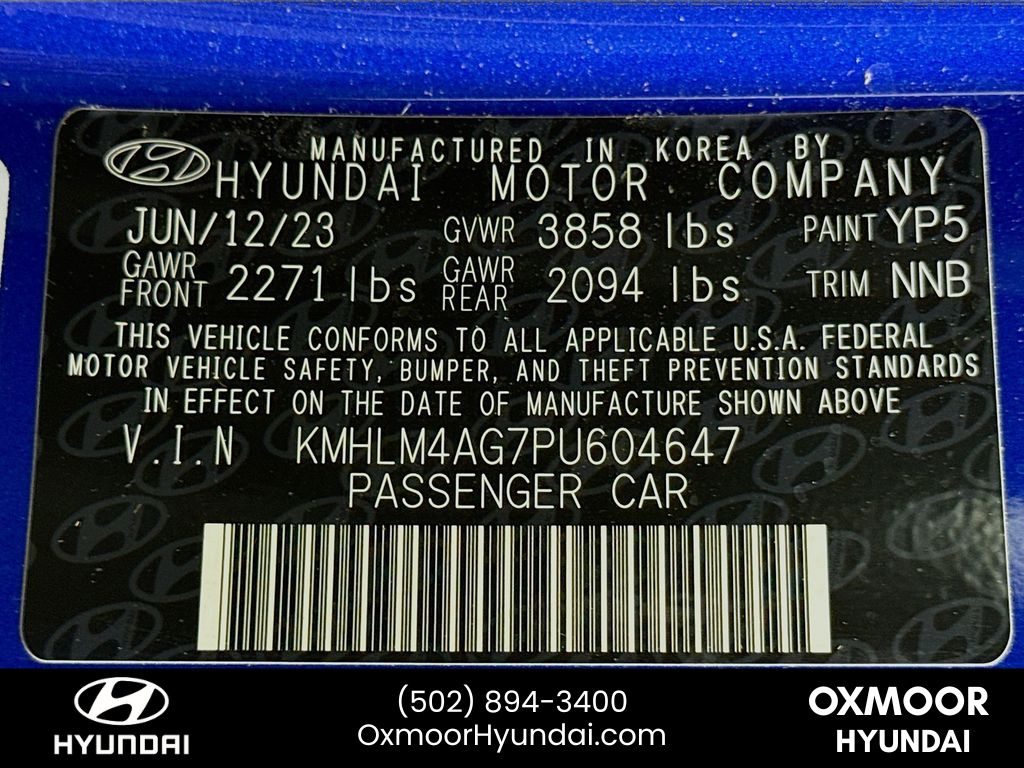 MANUFACTURED IN KOREA BY
HYUNDAI MOTOR COMPANY
JUN/12/23 GVWR 3858 lbs PAINT YP5
GAWR FRONT 2271 lbs GAWR REAR 2094 lbs TRIM NNB
THIS VEHICLE CONFORMS TO ALL APPLICABLE U.S.A. FEDERAL
MOTOR VEHICLE SAFETY, BUMPER, AND THEFT PREVENTION STANDARDS
IN EFFECT ON THE DATE OF MANUFACTURE SHOWN ABOVE
V.I.N KMHLM4AG7PU604647
PASSENGER CAR
HYUNDAI
(502) 894-3400
OxmoorHyundai.com
OXMOOR
HYUNDAI